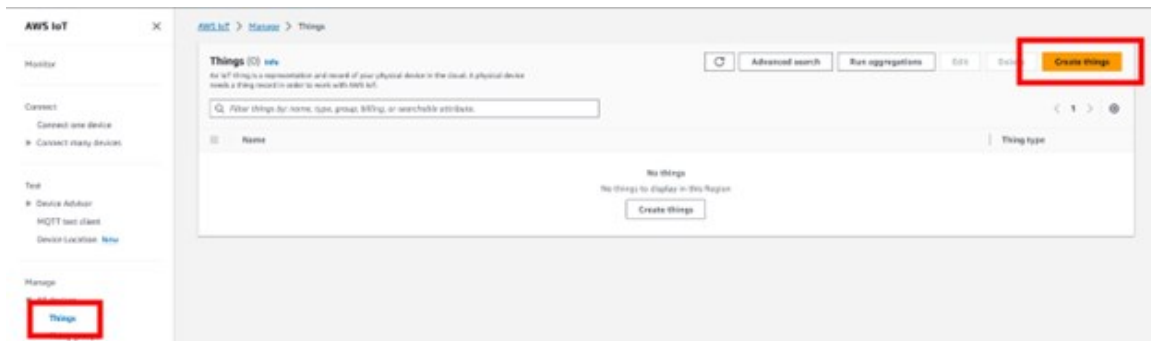 AWS IoT
Monitor
Connect
Connect one device
Connect many devices
Test
Device Advisor
MQTT test client
Device Location New
Manage
Things
AWS IoT > Manage > Things
Things (0) Info
An IoT thing is a representation and record of your physical device in the cloud. A physical device
needs a thing record in order to work with AWS IoT.
Advanced search
Run aggregations
Edit
Delete
Create things
Filter things by: name, type, group, billing, or searchable attribute.
1
Name
Thing type
No things
No things to display in this Region
Create things